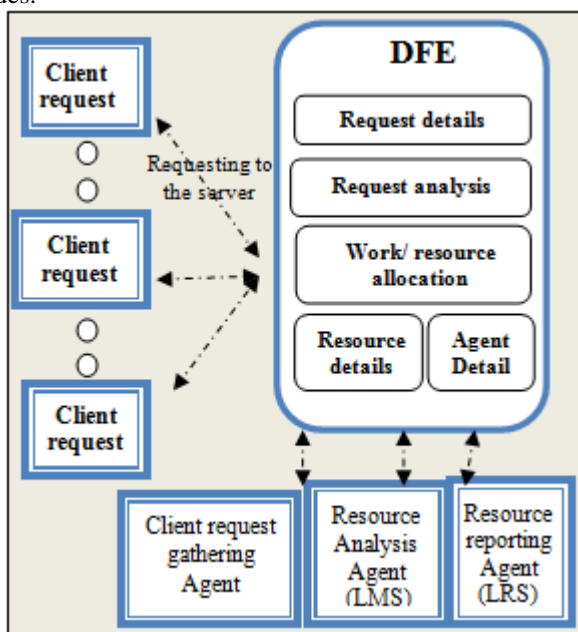 des.
Client
request
Requesting to
the server
Client
request
Client
request
DFE
Request details
Request analysis
Work/ resource
allocation
Resource
details
Agent
Detail
Client request
gathering
Agent
Resource
Analysis
Agent
(LMS)
Resource
reporting
Agent
(LRS)